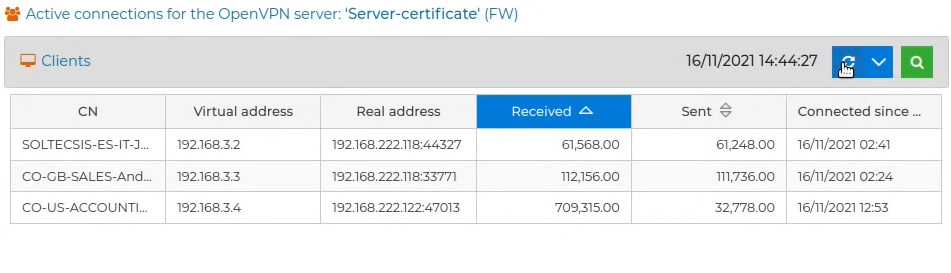 Active connections for the OpenVPN server: 'Server-certificate' (FW)
Clients 16/11/2021 14:44:27
CN Virtual address Real address Received Sent Connected since ...
SOLTECSIS-ES-IT-J... 192.168.3.2 192.168.222.118:44327 61,568.00 61,248.00 16/11/2021 02:41
CO-GB-SALES-And... 192.168.3.3 192.168.222.118:33771 112,156.00 111,736.00 16/11/2021 02:24
CO-US-ACCOUNTI... 192.168.3.4 192.168.222.122:47013 709,315.00 32,778.00 16/11/2021 12:53